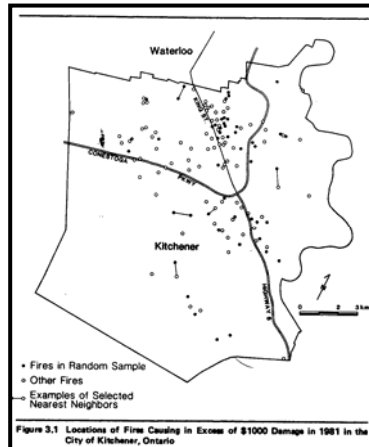 Waterloo
KING ST.
CONESTOGA
PKWY
Kitchener
HIGHWAY 8
0 1 2 3 km
• Fires in Random Sample
○ Other Fires
Examples of Selected
Nearest Neighbors
Figure 3.1 Locations of Fires Causing in Excess of $1000 Damage in 1981 in the
City of Kitchener, Ontario